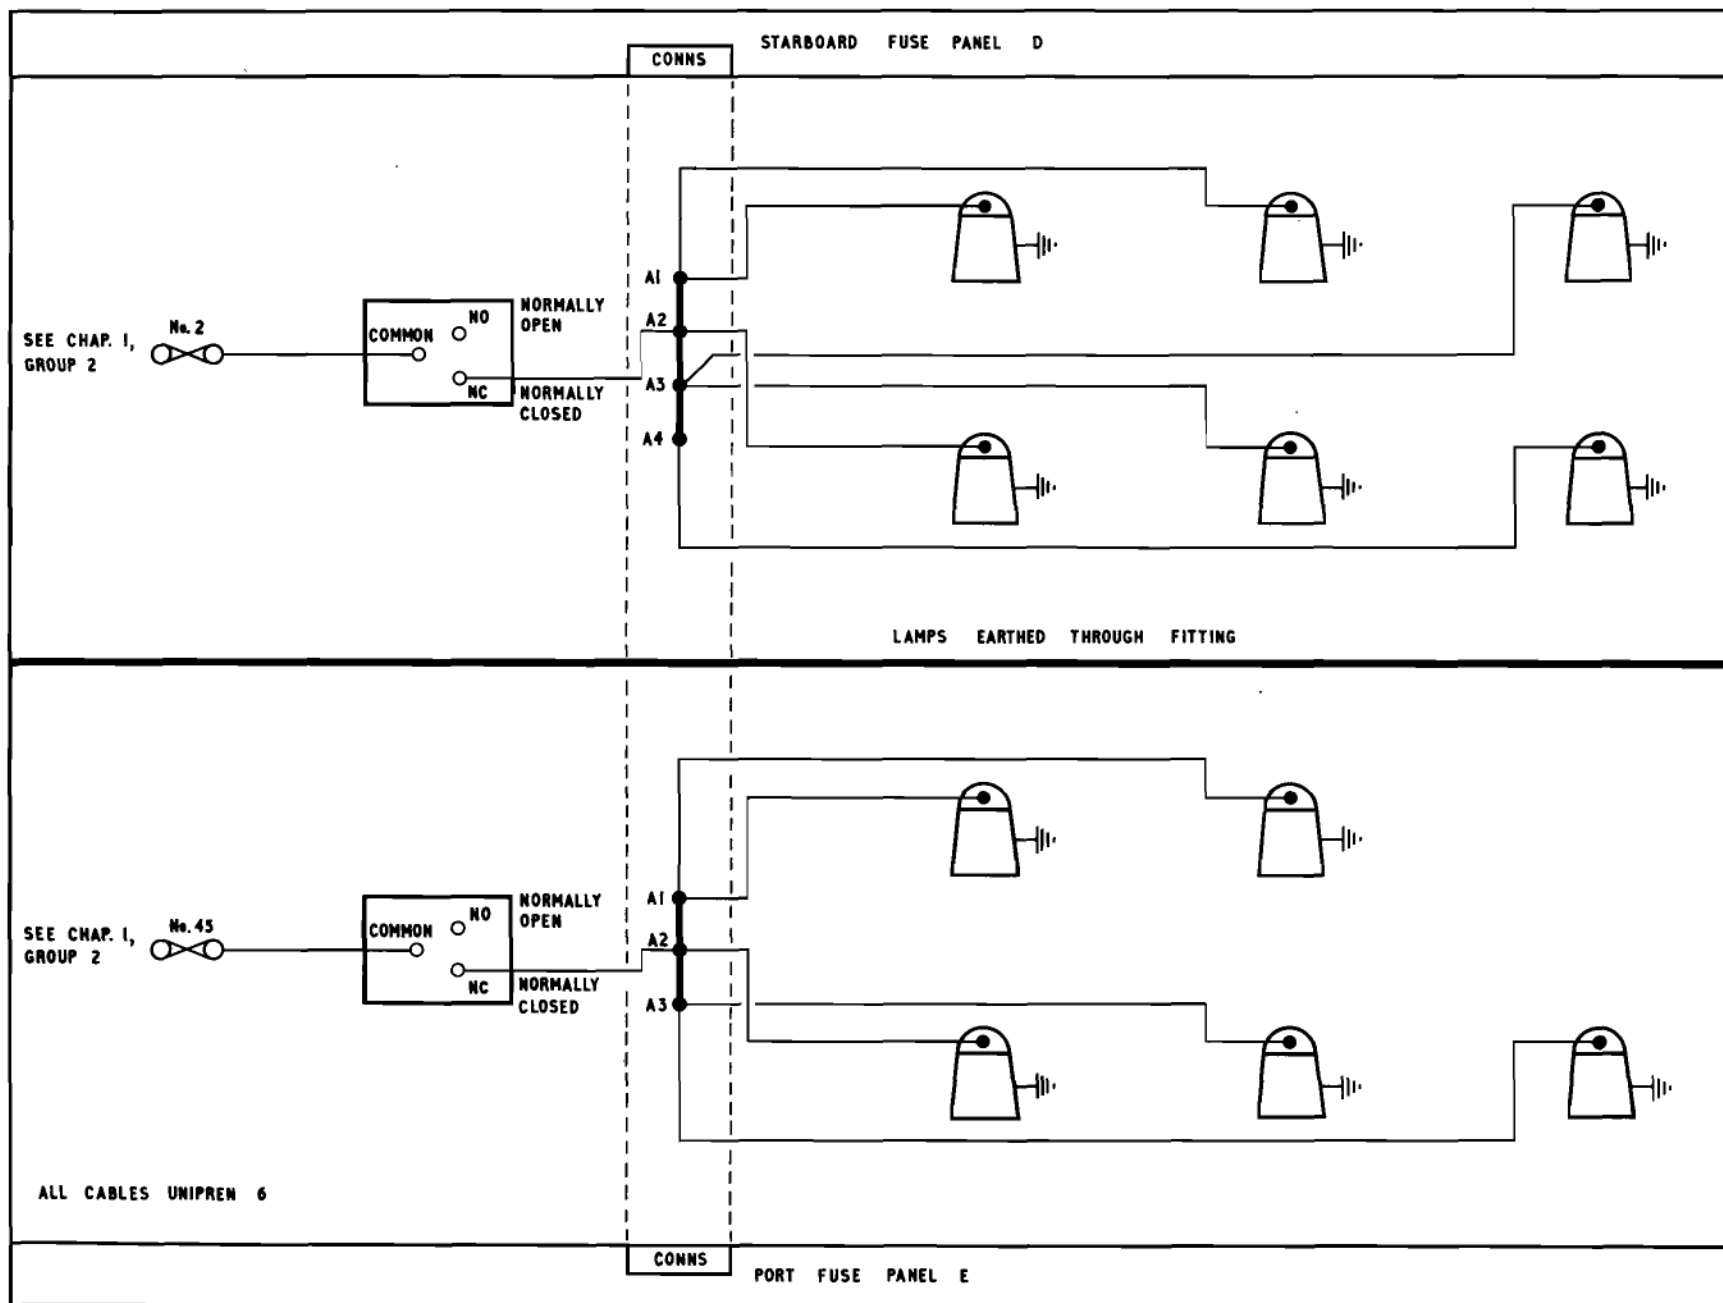 STARBOARD FUSE PANEL D
CONNS
No. 2
SEE CHAP. 1,
GROUP 2
COMMON
NO
NC
NORMALLY
OPEN
NORMALLY
CLOSED
A1
A2
A3
A4
LAMPS EARTHED THROUGH FITTING
No. 45
SEE CHAP. 1,
GROUP 2
COMMON
NO
NC
NORMALLY
OPEN
NORMALLY
CLOSED
A1
A2
A3
ALL CABLES UNIPREN 6
CONNS
PORT FUSE PANEL E